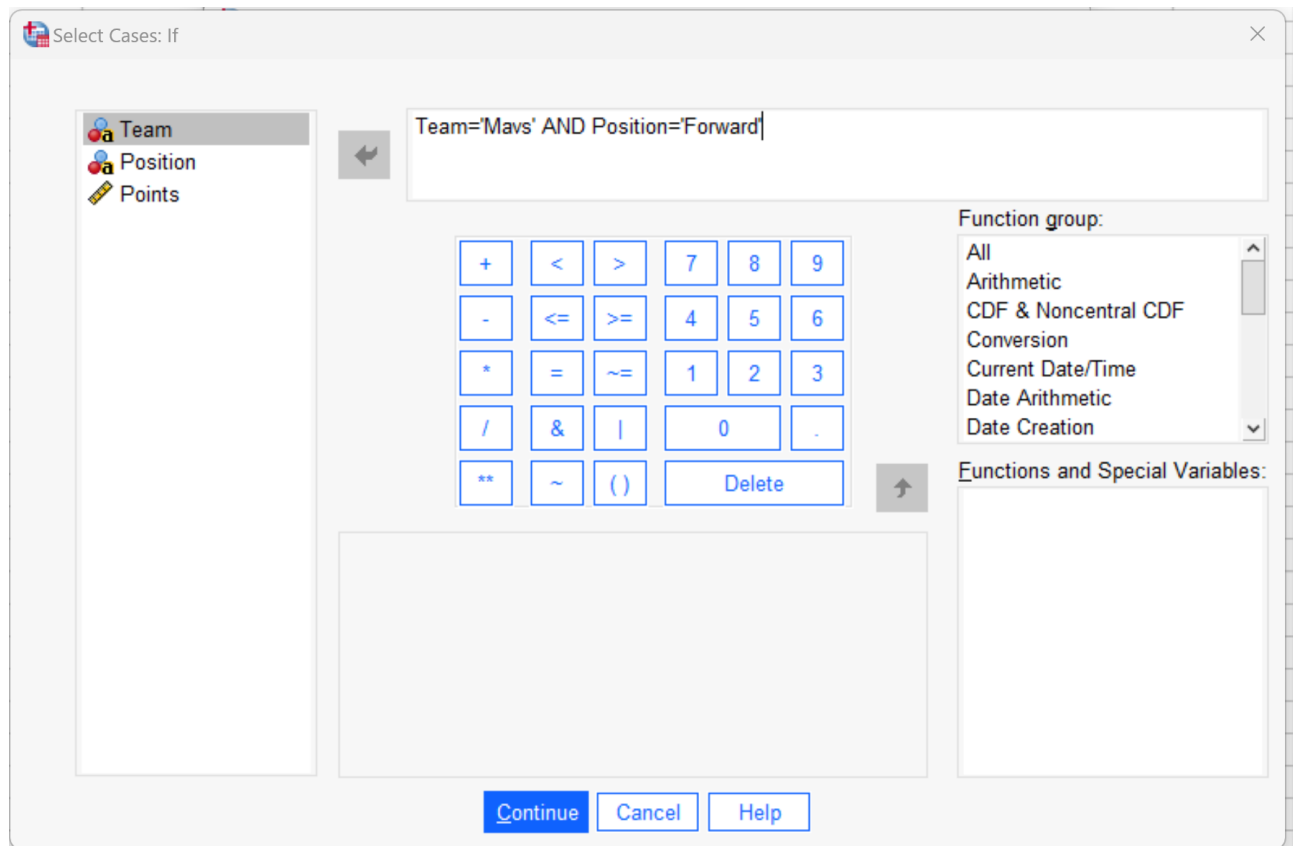 Select Cases: If
Team
Position
Points
Team='Mavs' AND Position='Forward'
+ < > 7 8 9
- <= >= 4 5 6
* = ~= 1 2 3
/ & | 0 .
** ~ ( ) Delete
Function group:
All
Arithmetic
CDF & Noncentral CDF
Conversion
Current Date/Time
Date Arithmetic
Date Creation
Functions and Special Variables:
Continue Cancel Help